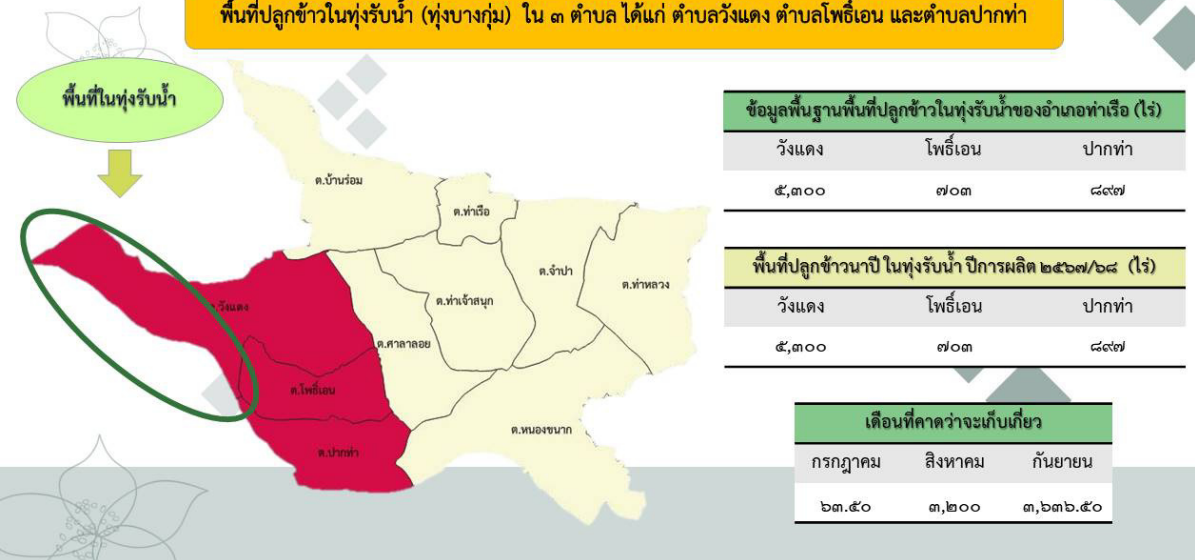 พื้นที่ปลูกข้าวในทุ่งรับน้ำ (ทุ่งบางกุ่ม) ใน ๓ ตำบล ได้แก่ ตำบลวังแดง ตำบลโพธิ์เอน และตำบลปากท่า
พื้นที่ในทุ่งรับน้ำ
ต.บ้านร่อม
ต.ท่าเรือ
ต.จำปา
ต.ท่าหลวง
ต.ท่าเจ้าสนุก
ต.วังแดง
ต.ศาลาลอย
ต.โพธิ์เอน
ต.หนองขนาก
ต.ปากท่า
ข้อมูลพื้นฐานพื้นที่ปลูกข้าวในทุ่งรับน้ำของอำเภอท่าเรือ (ไร่)
วังแดง โพธิ์เอน ปากท่า
๕,๓๐๐ ๗๐๓ ๘๙๗
พื้นที่ปลูกข้าวนาปี ในทุ่งรับน้ำ ปีการผลิต ๒๕๖๗/๖๘ (ไร่)
วังแดง โพธิ์เอน ปากท่า
๕,๓๐๐ ๗๐๓ ๘๙๗
เดือนที่คาดว่าจะเก็บเกี่ยว
กรกฎาคม สิงหาคม กันยายน
๖๓.๕๐ ๓,๒๐๐ ๓,๖๓๖.๕๐